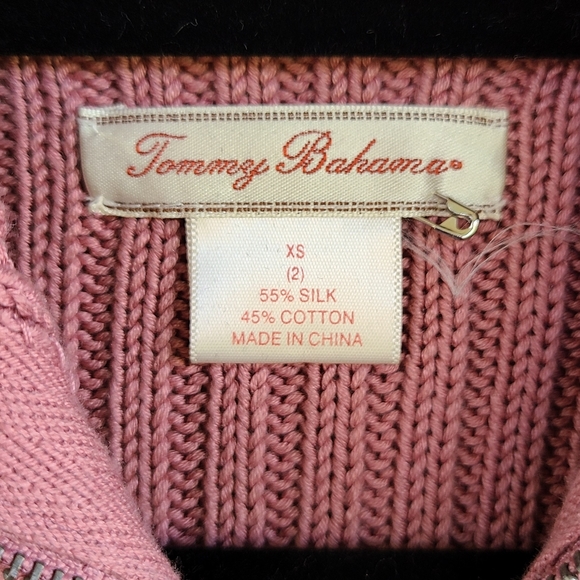 Tommy Bahama®
XS
(2)
55% SILK
45% COTTON
MADE IN CHINA